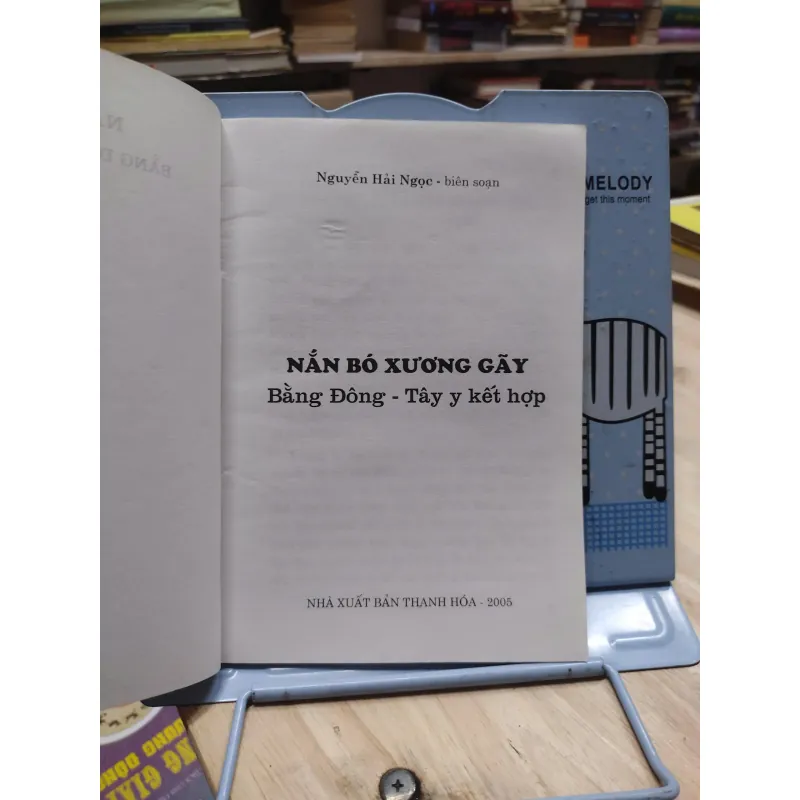 Nguyễn Hải Ngọc - biên soạn
NẮN BÓ XƯƠNG GÃY
Bằng Đông - Tây y kết hợp
NHÀ XUẤT BẢN THANH HÓA - 2005
MELODY
get this moment